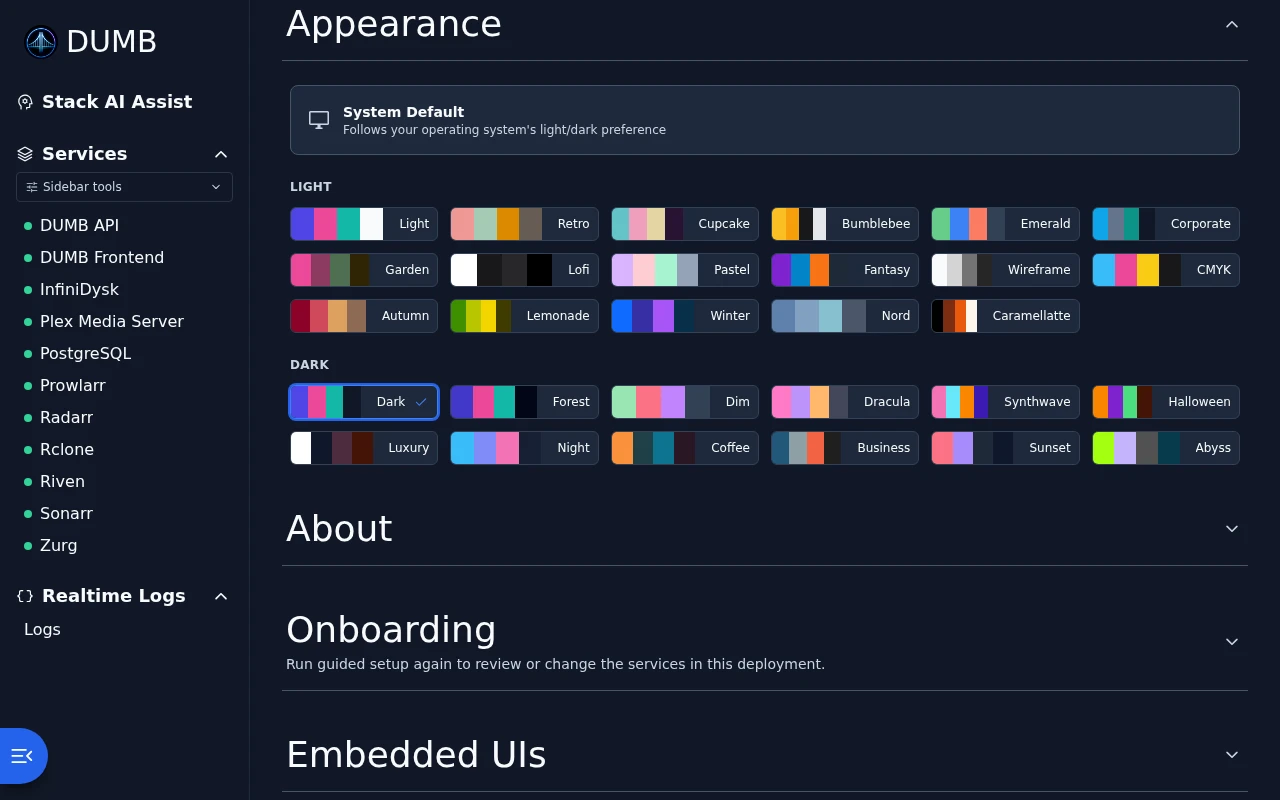 DUMB
Stack AI Assist
Services
Sidebar tools
DUMB API
DUMB Frontend
InfiniDysk
Plex Media Server
PostgreSQL
Prowlarr
Radarr
Rclone
Riven
Sonarr
Zurg
Realtime Logs
Logs
Appearance
System Default
Follows your operating system's light/dark preference
LIGHT
Light
Retro
Cupcake
Bumblebee
Emerald
Corporate
Garden
Lofi
Pastel
Fantasy
Wireframe
CMYK
Autumn
Lemonade
Winter
Nord
Caramellatte
DARK
Dark
Forest
Dim
Dracula
Synthwave
Halloween
Luxury
Night
Coffee
Business
Sunset
Abyss
About
Onboarding
Run guided setup again to review or change the services in this deployment.
Embedded UIs